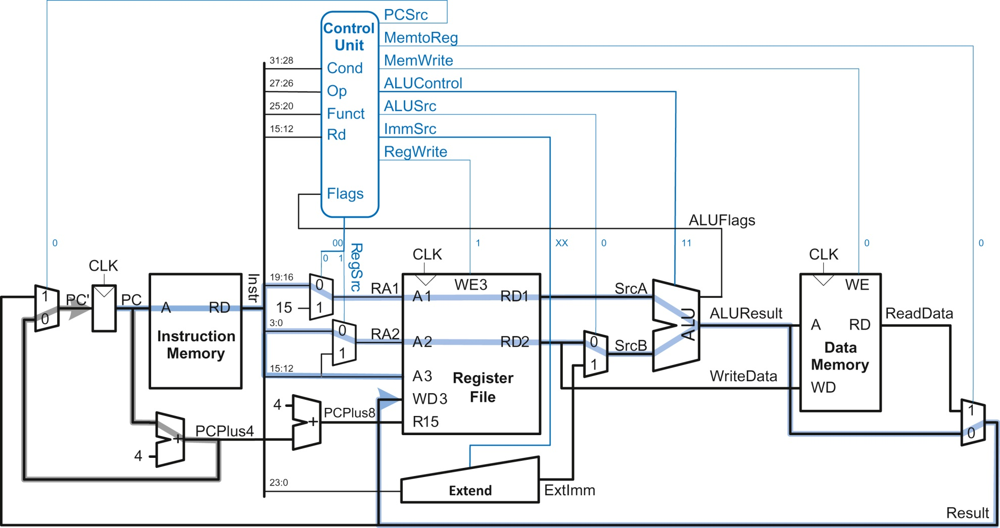 PCSrc
Control
Unit
MemtoReg
MemWrite
31:28
Cond
ALUControl
27:26
Op
ALUSrc
25:20
Funct
ImmSrc
15:12
Rd
RegWrite
Flags
ALUFlags
0
00
1
XX
0
11
0
0
RegSrc
0 1
CLK
CLK
CLK
Instr
19:16
0
WE3
WE
1
PC'
PC
A
RD
15
1
RA1
A1
RD1
SrcA
ALU
ALUResult
ReadData
0
3:0
0
RA2
A2
RD2
0
SrcB
A
RD
Instruction
Memory
1
1
Data
Memory
15:12
A3
Register
File
WriteData
WD
4
WD3
1
+
PCPlus8
R15
PCPlus4
0
+
4
23:0
Extend
ExtImm
Result